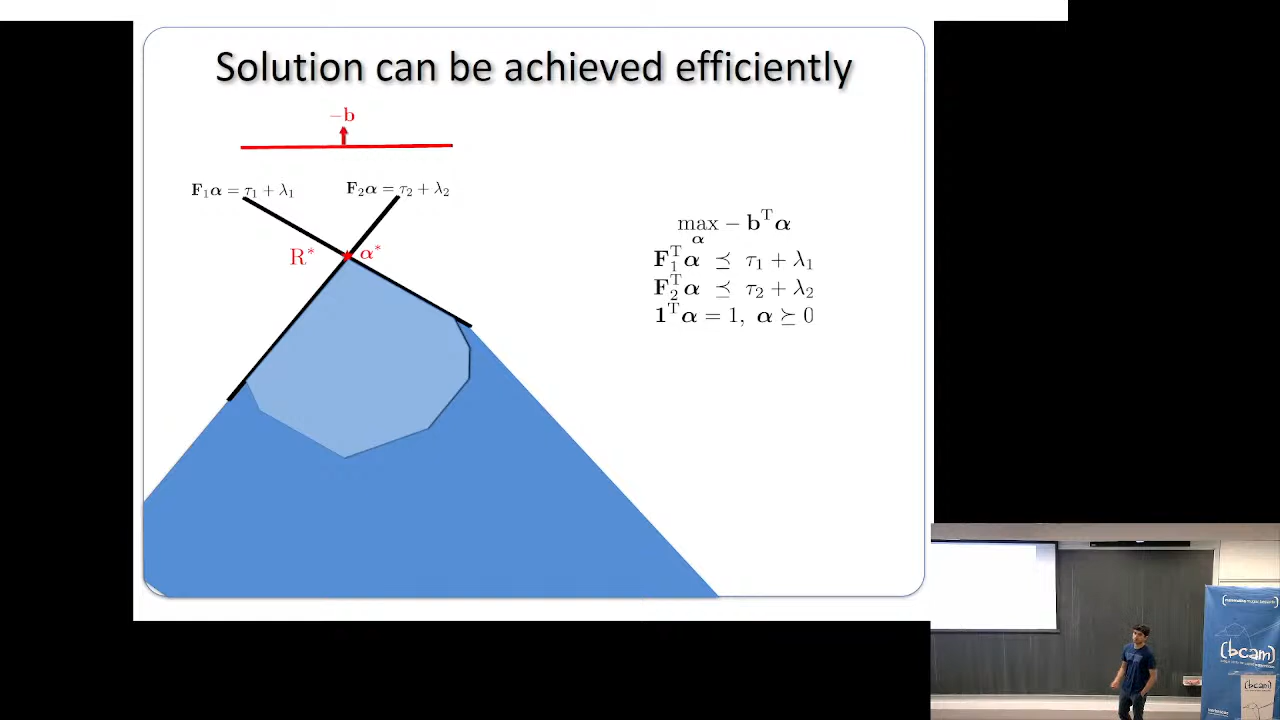 Solution can be achieved efficiently
−b
F₁α = τ₁ + λ₁
F₂α = τ₂ + λ₂
R*
α*
max − bᵀα
α
F₁ᵀα ⪯ τ₁ + λ₁
F₂ᵀα ⪯ τ₂ + λ₂
1ᵀα = 1, α ⪰ 0
(bcam)
(bcam)